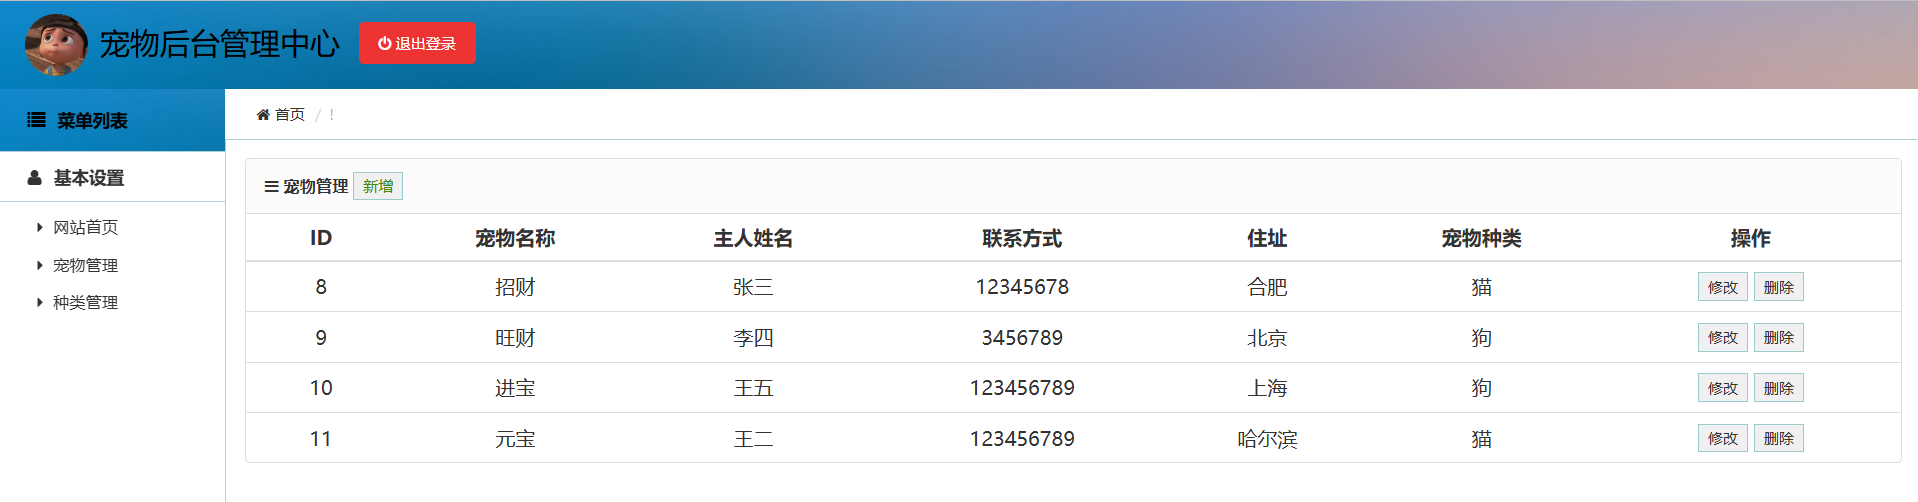 宠物后台管理中心 退出登录
菜单列表
首页 / !
基本设置
网站首页
宠物管理
种类管理
宠物管理 新增
ID 宠物名称 主人姓名 联系方式 住址 宠物种类 操作
8 招财 张三 12345678 合肥 猫 修改 删除
9 旺财 李四 3456789 北京 狗 修改 删除
10 进宝 王五 123456789 上海 狗 修改 删除
11 元宝 王二 123456789 哈尔滨 猫 修改 删除